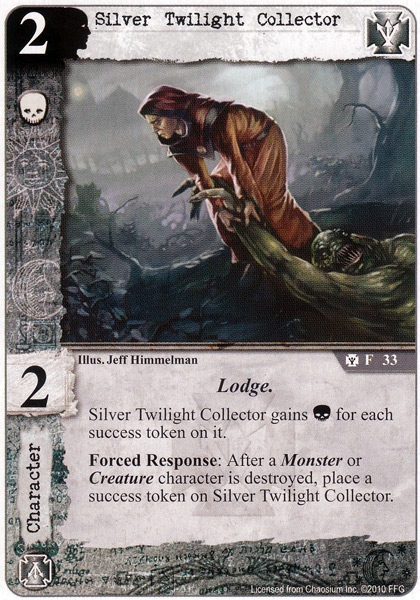 2
Silver Twilight Collector
Illus. Jeff Himmelman
F 33
2
Lodge.
Silver Twilight Collector gains for each
success token on it.
Forced Response: After a Monster or
Creature character is destroyed, place a
success token on Silver Twilight Collector.
Character
Licensed from Chaosium Inc. ©2010 FFG